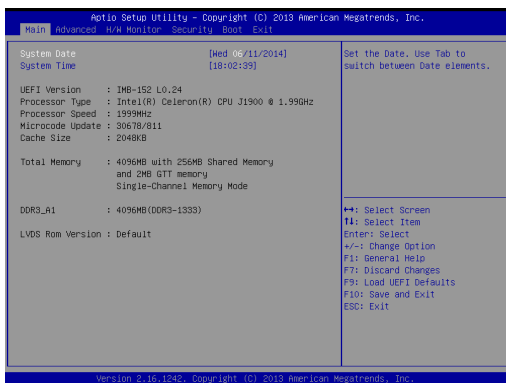 Aptio Setup Utility – Copyright (C) 2013 American Megatrends, Inc.
Main Advanced H/W Monitor Security Boot Exit
System Date [Wed 06/11/2014]
System Time [18:02:39]
UEFI Version : IMB-152 L0.24
Processor Type : Intel(R) Celeron(R) CPU J1900 @ 1.99GHz
Processor Speed : 1999MHz
Microcode Update : 30678/811
Cache Size : 2048KB
Total Memory : 4096MB with 256MB Shared Memory
and 2MB GTT memory
Single-Channel Memory Mode
DDR3_A1 : 4096MB(DDR3-1333)
LVDS Rom Version : Default
Set the Date. Use Tab to
switch between Date elements.
↔: Select Screen
↑↓: Select Item
Enter: Select
+/-: Change Option
F1: General Help
F7: Discard Changes
F9: Load UEFI Defaults
F10: Save and Exit
ESC: Exit
Version 2.16.1242. Copyright (C) 2013 American Megatrends, Inc.